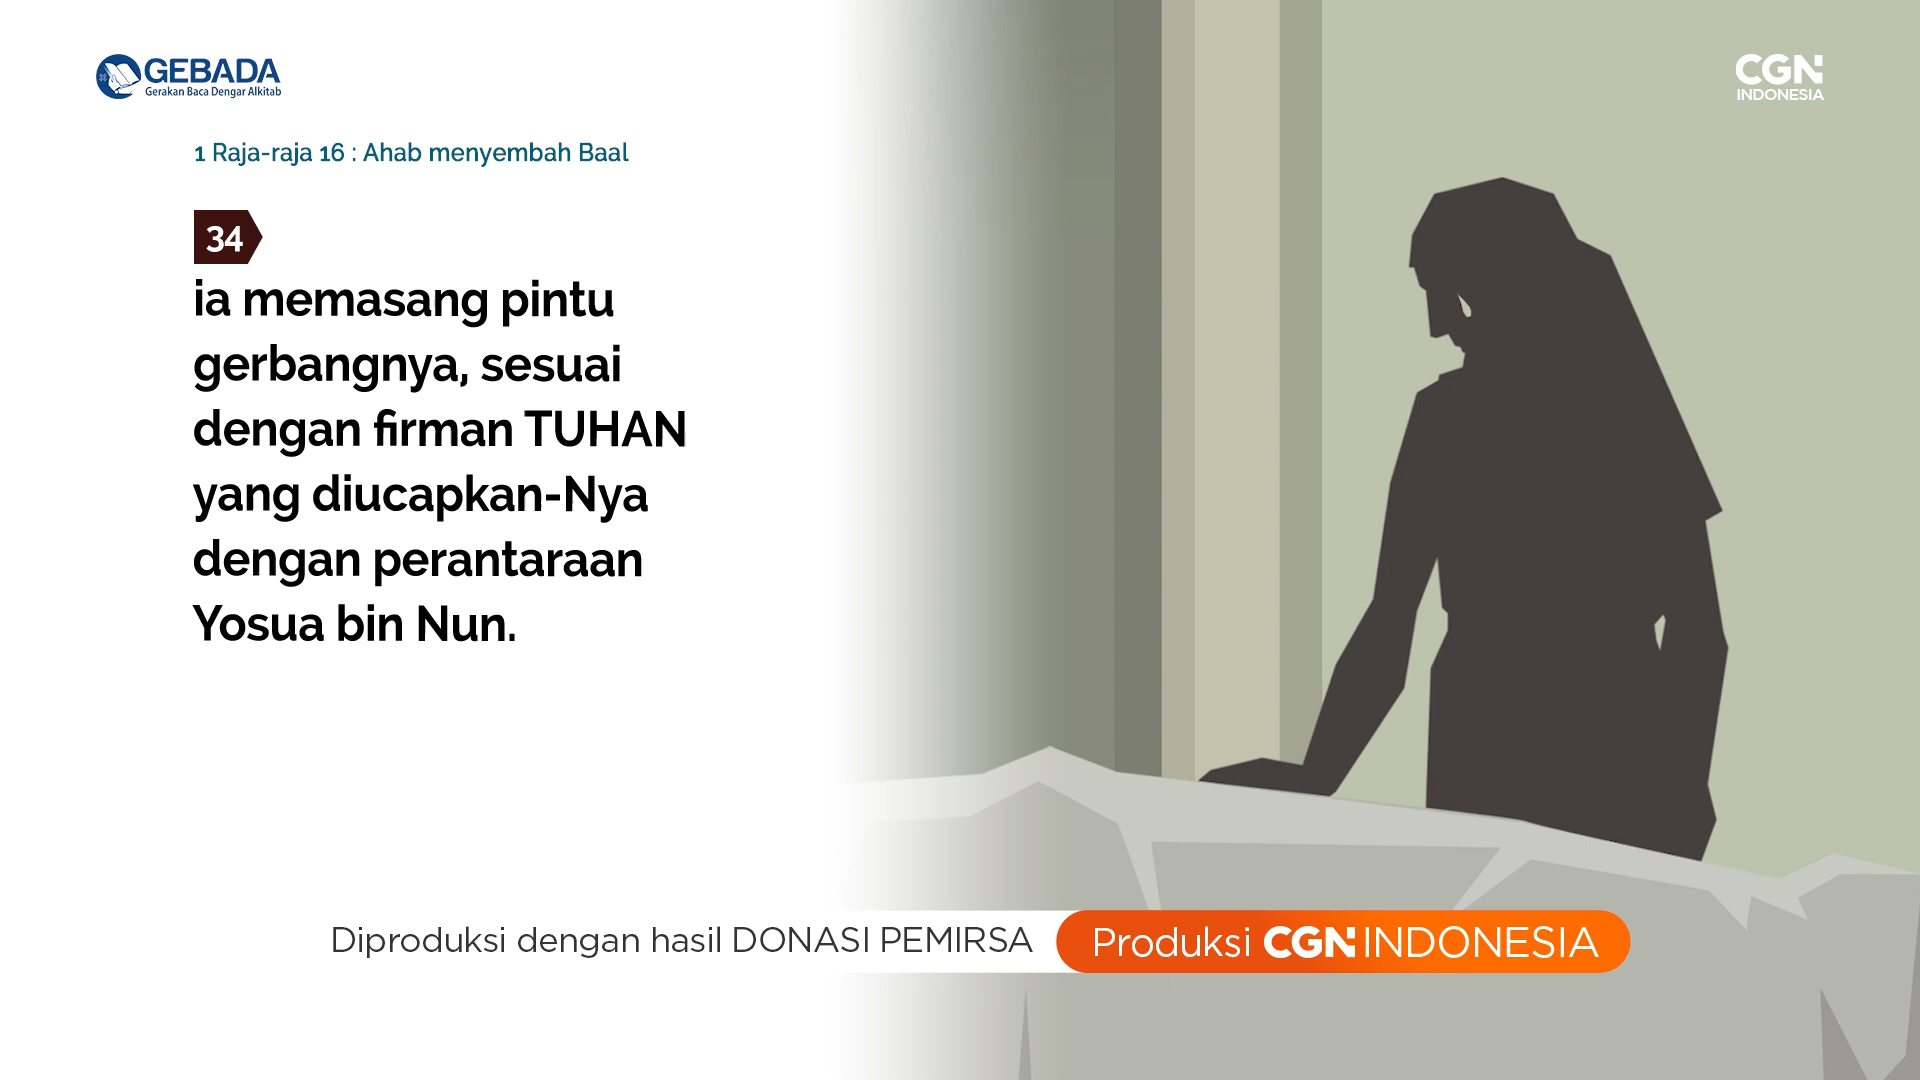 GEBADA
Gerakan Baca Dengar Alkitab
CGN
INDONESIA
1 Raja-raja 16 : Ahab menyembah Baal
34
ia memasang pintu
gerbangnya, sesuai
dengan firman TUHAN
yang diucapkan-Nya
dengan perantaraan
Yosua bin Nun.
Diproduksi dengan hasil DONASI PEMIRSA
Produksi CGN INDONESIA